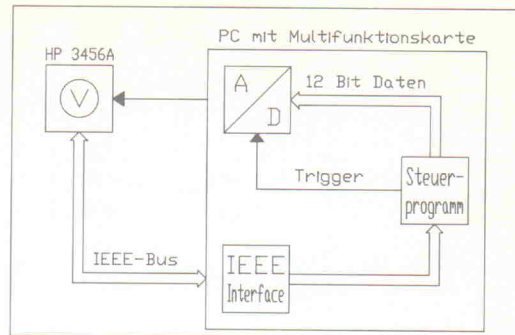 PC mit Multifunktionskarte
HP 3456A
V
A
D
12 Bit Daten
Trigger
Steuer-
programm
IEEE-Bus
IEEE
Interface